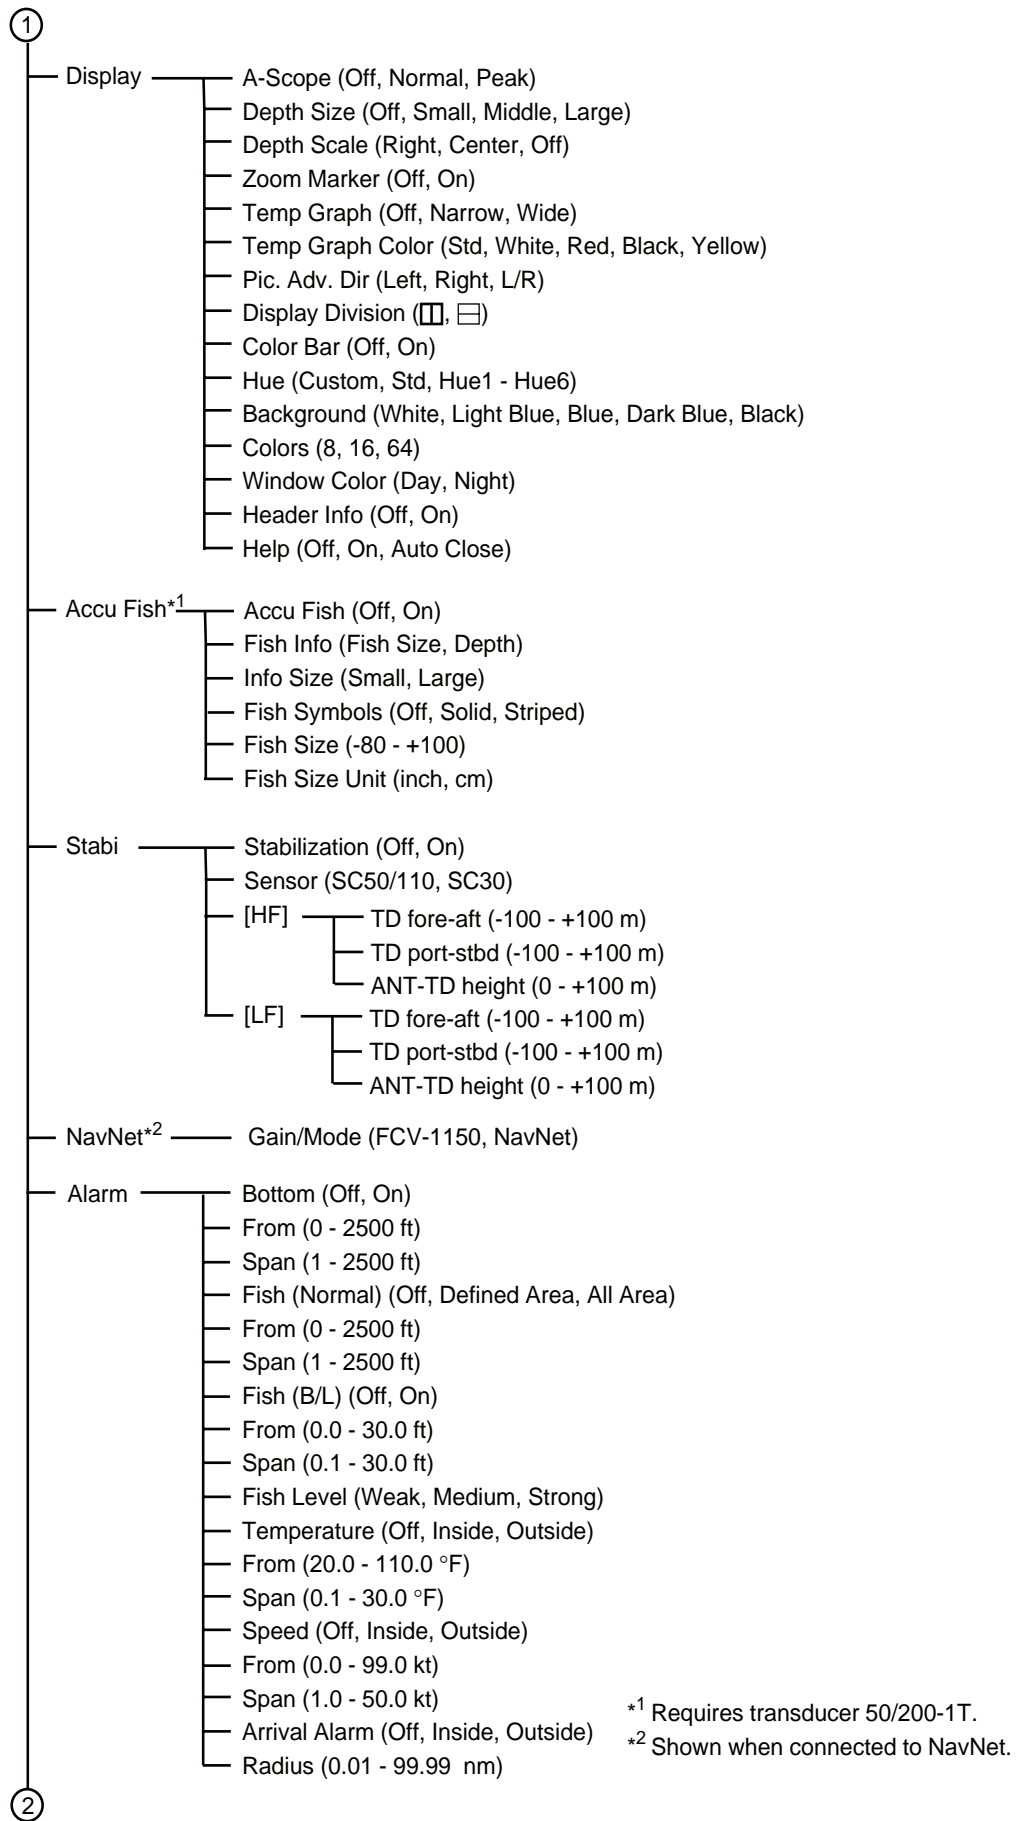 1
Display
A-Scope (Off, Normal, Peak)
Depth Size (Off, Small, Middle, Large)
Depth Scale (Right, Center, Off)
Zoom Marker (Off, On)
Temp Graph (Off, Narrow, Wide)
Temp Graph Color (Std, White, Red, Black, Yellow)
Pic. Adv. Dir (Left, Right, L/R)
Display Division ( , )
Color Bar (Off, On)
Hue (Custom, Std, Hue1 - Hue6)
Background (White, Light Blue, Blue, Dark Blue, Black)
Colors (8, 16, 64)
Window Color (Day, Night)
Header Info (Off, On)
Help (Off, On, Auto Close)
Accu Fish*1
Accu Fish (Off, On)
Fish Info (Fish Size, Depth)
Info Size (Small, Large)
Fish Symbols (Off, Solid, Striped)
Fish Size (-80 - +100)
Fish Size Unit (inch, cm)
Stabi
Stabilization (Off, On)
Sensor (SC50/110, SC30)
[HF]
TD fore-aft (-100 - +100 m)
TD port-stbd (-100 - +100 m)
ANT-TD height (0 - +100 m)
[LF]
TD fore-aft (-100 - +100 m)
TD port-stbd (-100 - +100 m)
ANT-TD height (0 - +100 m)
NavNet*2
Gain/Mode (FCV-1150, NavNet)
Alarm
Bottom (Off, On)
From (0 - 2500 ft)
Span (1 - 2500 ft)
Fish (Normal) (Off, Defined Area, All Area)
From (0 - 2500 ft)
Span (1 - 2500 ft)
Fish (B/L) (Off, On)
From (0.0 - 30.0 ft)
Span (0.1 - 30.0 ft)
Fish Level (Weak, Medium, Strong)
Temperature (Off, Inside, Outside)
From (20.0 - 110.0 °F)
Span (0.1 - 30.0 °F)
Speed (Off, Inside, Outside)
From (0.0 - 99.0 kt)
Span (1.0 - 50.0 kt)
Arrival Alarm (Off, Inside, Outside)
Radius (0.01 - 99.99 nm)
*1 Requires transducer 50/200-1T.
*2 Shown when connected to NavNet.
2